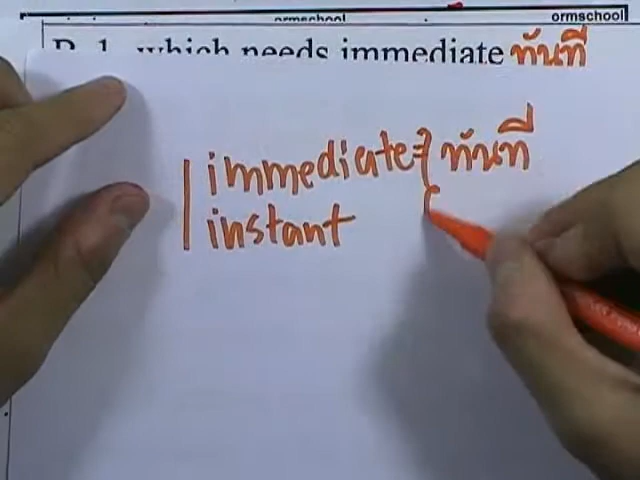 ormschool ormschool
which needs immediate ทันที
immediate = ทันที
instant